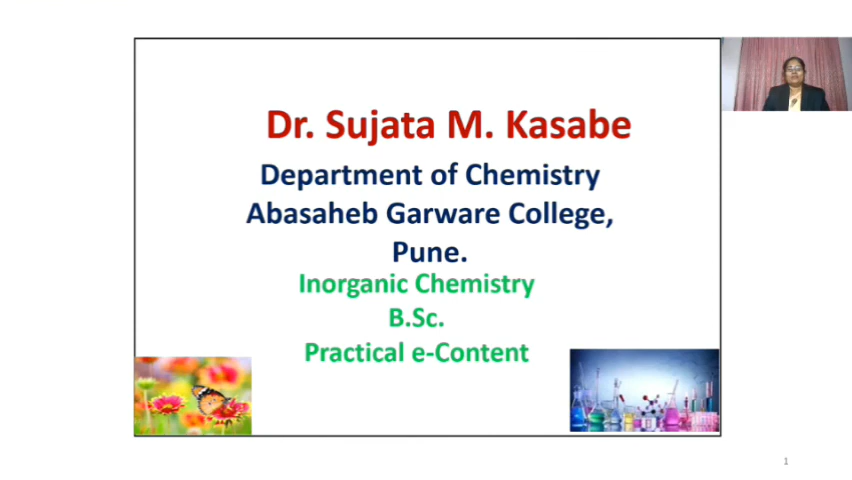 Dr. Sujata M. Kasabe
Department of Chemistry
Abasaheb Garware College,
Pune.
Inorganic Chemistry
B.Sc.
Practical e-Content
1